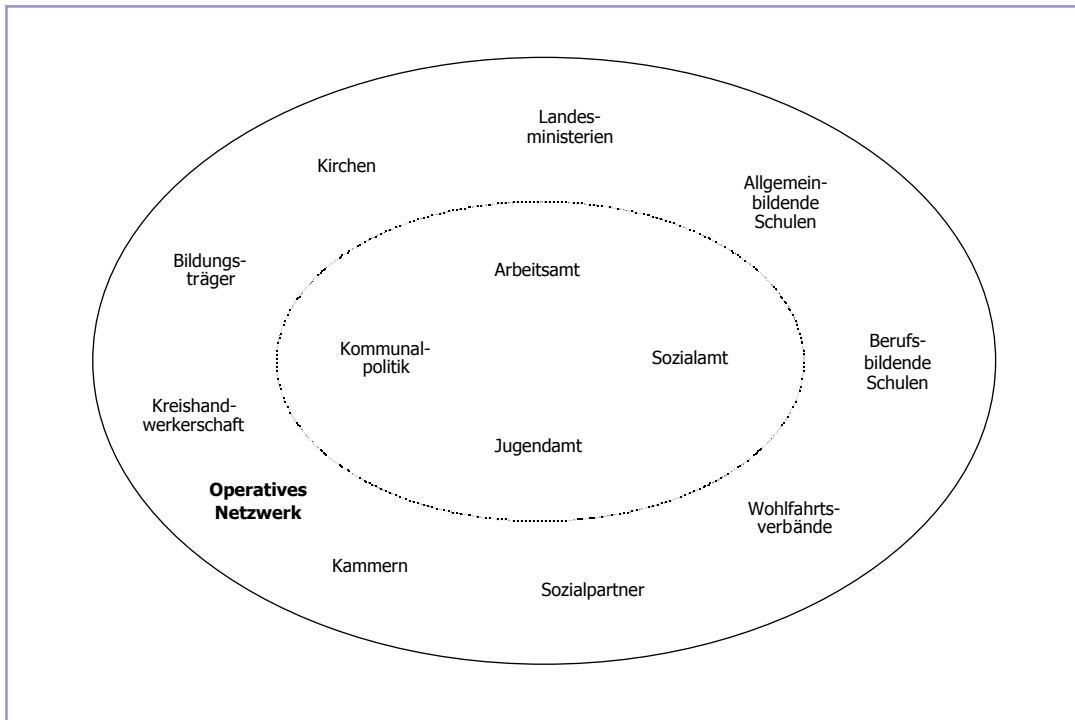 Landes-
ministerien
Kirchen
Allgemein-
bildende
Schulen
Bildungs-
träger
Arbeitsamt
Kommunal-
politik
Sozialamt
Berufs-
bildende
Schulen
Kreishand-
werkerschaft
Jugendamt
Operatives
Netzwerk
Wohlfahrts-
verbände
Kammern
Sozialpartner